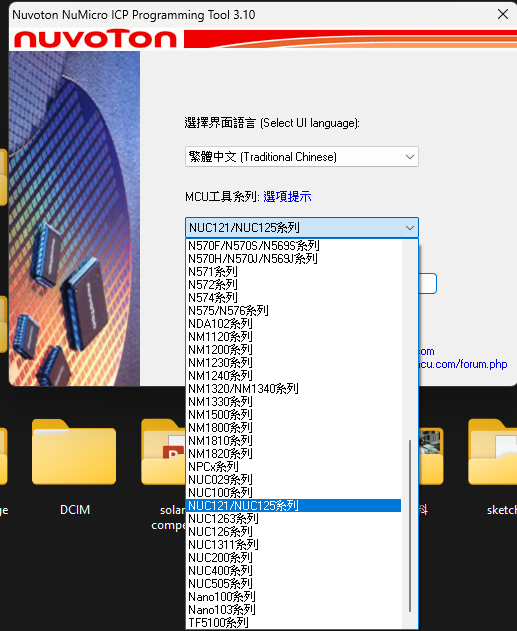 Nuvoton NuMicro ICP Programming Tool 3.10
nuvoTon
選擇界面語言 (Select UI language):
繁體中文 (Traditional Chinese)
MCU工具系列: 選項提示
NUC121/NUC125系列
N570F/N570S/N569S系列
N570H/N570J/N569J系列
N571系列
N572系列
N574系列
N575/N576系列
NDA102系列
NM1120系列
NM1200系列
NM1230系列
NM1240系列
NM1320/NM1340系列
NM1330系列
NM1500系列
NM1800系列
NM1810系列
NM1820系列
NPCx系列
NUC029系列
NUC100系列
NUC121/NUC125系列
NUC1263系列
NUC126系列
NUC1311系列
NUC200系列
NUC400系列
NUC505系列
Nano100系列
Nano103系列
TF5100系列
.com
cu.com/forum.php
ge
DCIM
solar
compe
科
sketch